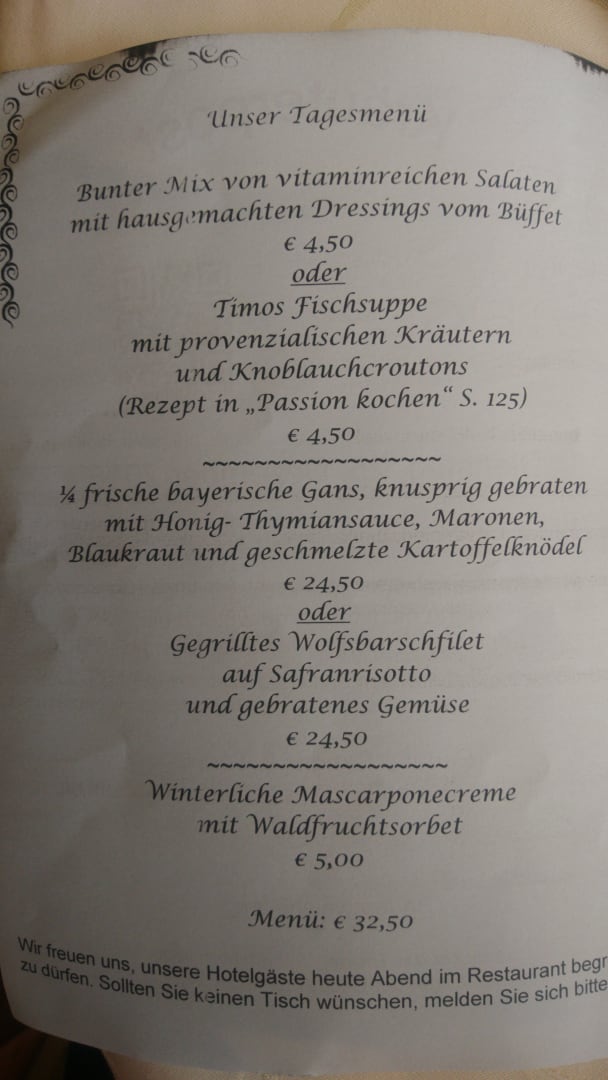 Unser Tagesmenü
Bunter Mix von vitaminreichen Salaten
mit hausgemachten Dressings vom Büffet
€ 4,50
oder
Timos Fischsuppe
mit provenzialischen Kräutern
und Knoblauchcroutons
(Rezept in „Passion kochen“ S. 125)
€ 4,50
~~~~~~~~~~~~~~~~~~
¼ frische bayerische Gans, knusprig gebraten
mit Honig- Thymiansauce, Maronen,
Blaukraut und geschmelzte Kartoffelknödel
€ 24,50
oder
Gegrilltes Wolfsbarschfilet
auf Safranrisotto
und gebratenes Gemüse
€ 24,50
~~~~~~~~~~~~~~~~~~
Winterliche Mascarponecreme
mit Waldfruchtsorbet
€ 5,00
Menü: € 32,50
Wir freuen uns, unsere Hotelgäste heute Abend im Restaurant
zu dürfen. Sollten Sie keinen Tisch wünschen, melden Sie sich bitte